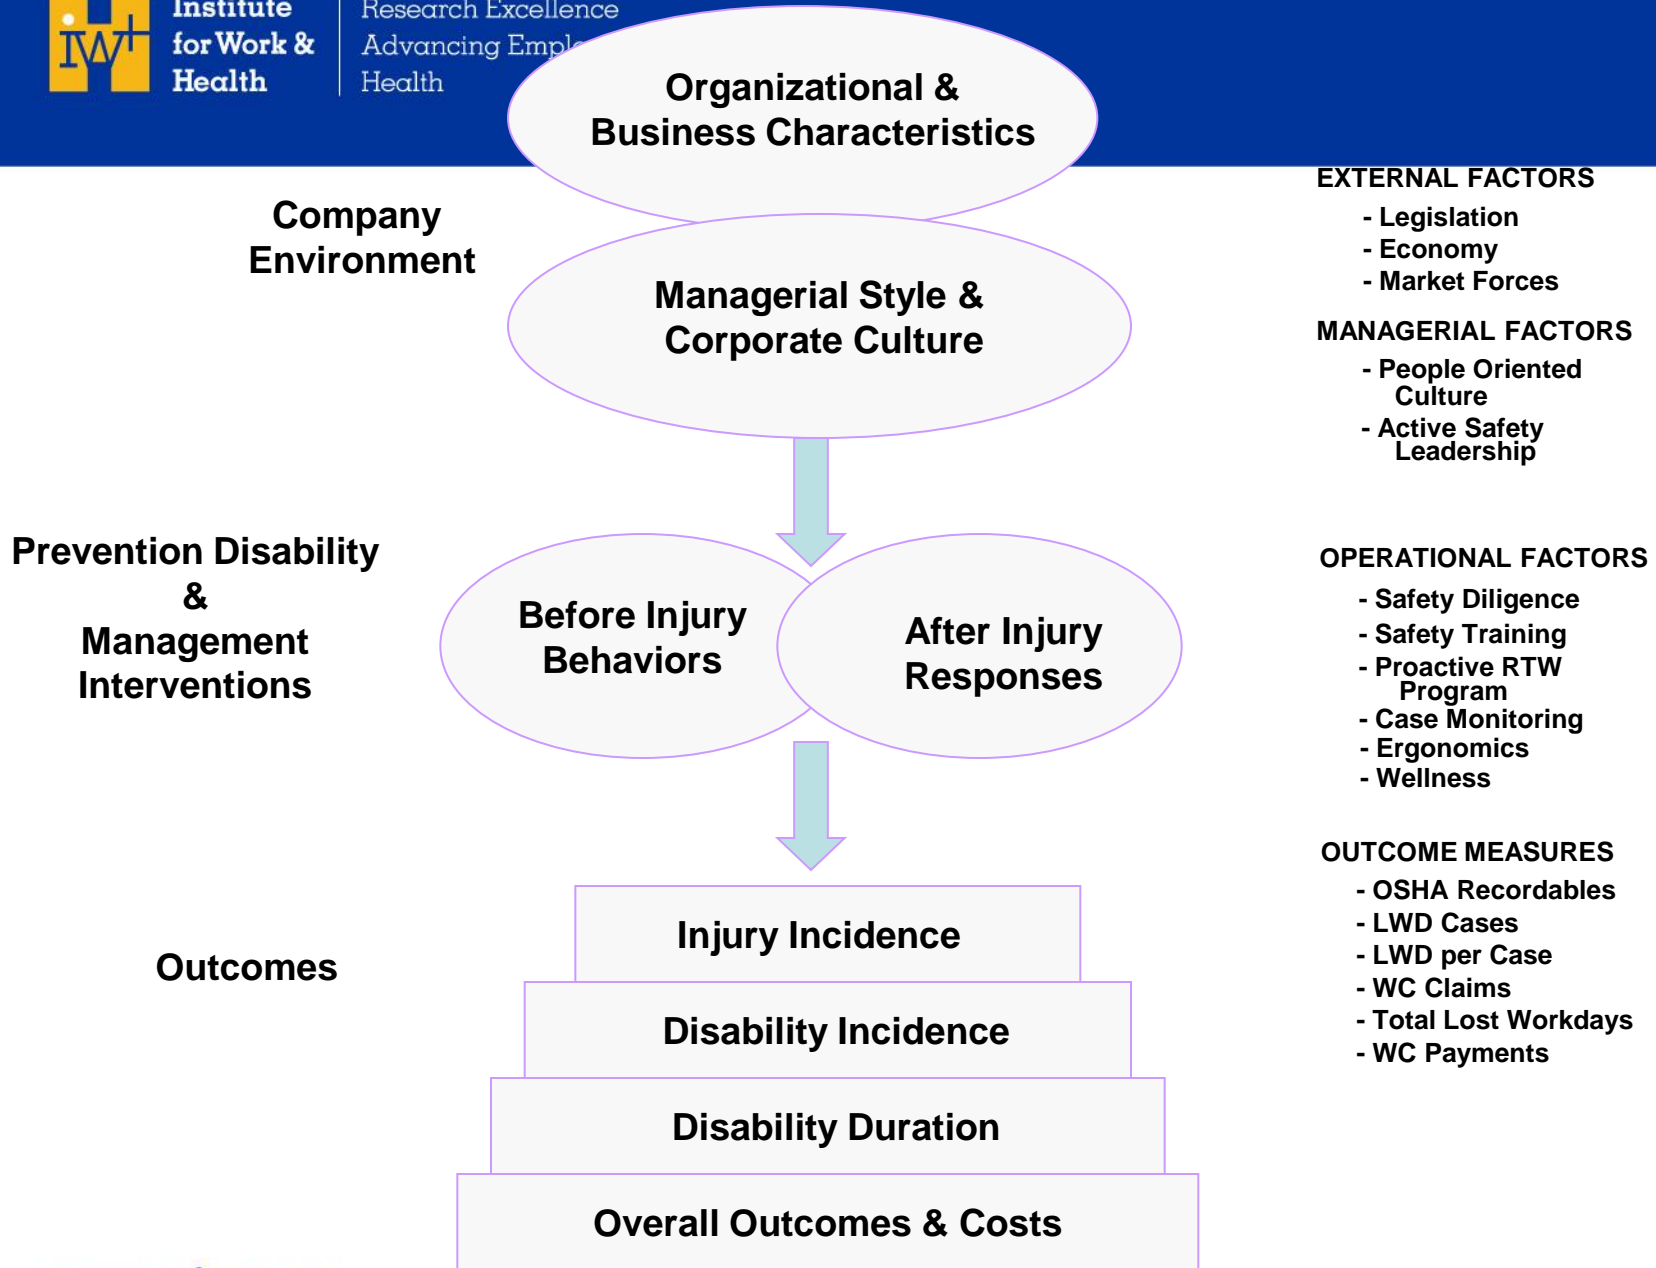 Institute
for Work &
Health
Research Excellence
Advancing
Health
Organizational &
Business Characteristics
Company
Environment
Managerial Style &
Corporate Culture
EXTERNAL FACTORS
- Legislation
- Economy
- Market Forces
MANAGERIAL FACTORS
- People Oriented
Culture
- Active Safety
Leadership
Prevention Disability
&
Management
Interventions
Before Injury
Behaviors
After Injury
Responses
OPERATIONAL FACTORS
- Safety Diligence
- Safety Training
- Proactive RTW
Program
- Case Monitoring
- Ergonomics
- Wellness
Outcomes
Injury Incidence
Disability Incidence
Disability Duration
Overall Outcomes & Costs
OUTCOME MEASURES
- OSHA Recordables
- LWD Cases
- LWD per Case
- WC Claims
- Total Lost Workdays
- WC Payments